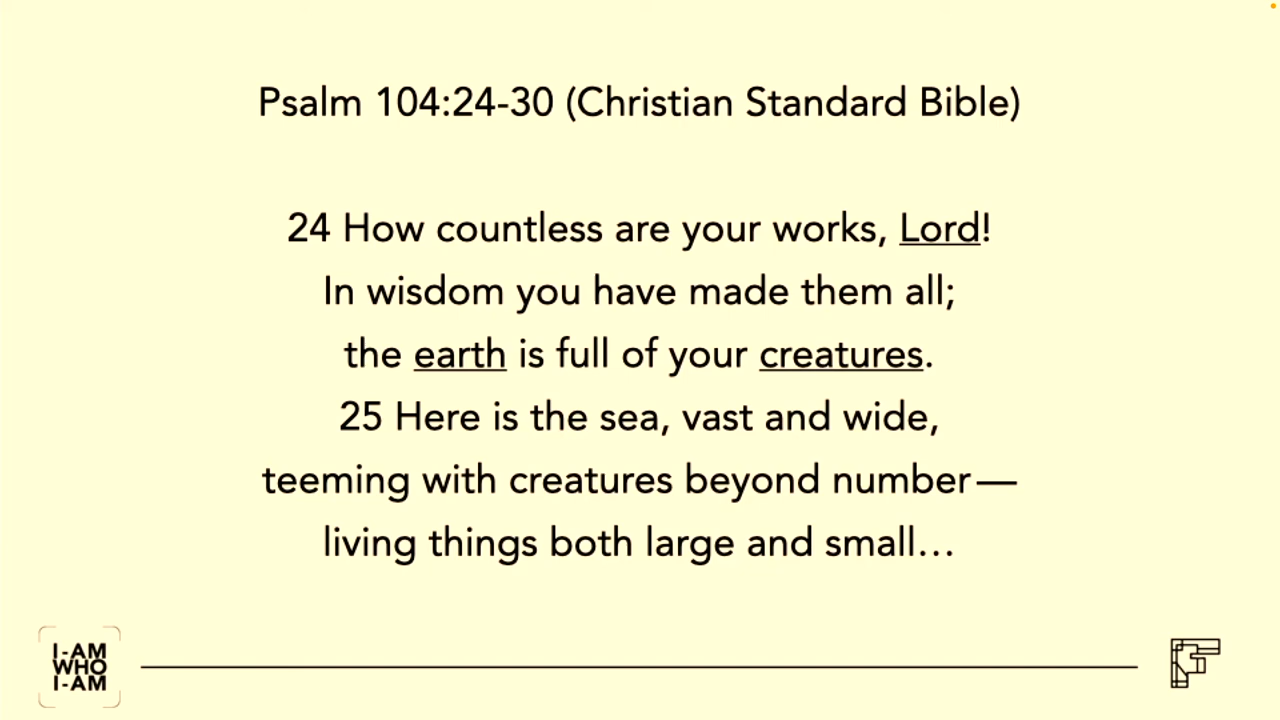 Psalm 104:24-30 (Christian Standard Bible)
24 How countless are your works, Lord!
In wisdom you have made them all;
the earth is full of your creatures.
25 Here is the sea, vast and wide,
teeming with creatures beyond number—
living things both large and small…
I-AM
WHO
I-AM